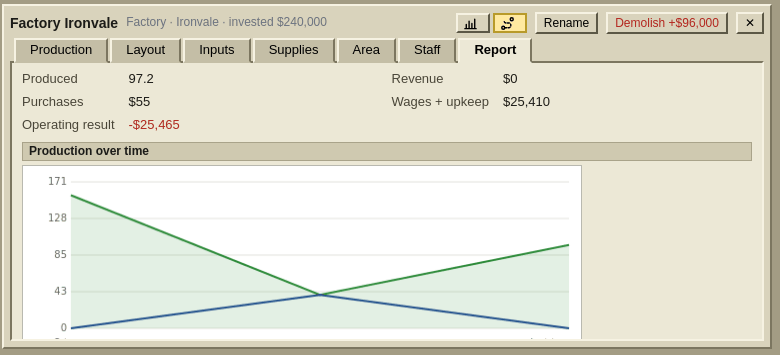 Factory Ironvale Factory · Ironvale · invested $240,000 Rename Demolish +$96,000 ✕
Production Layout Inputs Supplies Area Staff Report
Produced 97.2 Revenue $0
Purchases $55 Wages + upkeep $25,410
Operating result -$25,465
Production over time
171
128
85
43
0